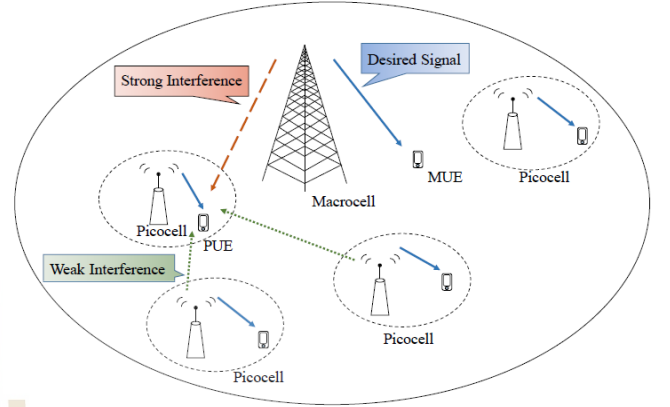 Desired Signal
Strong Interference
MUE
Picocell
Macrocell
Picocell
PUE
Weak Interference
Picocell
Picocell